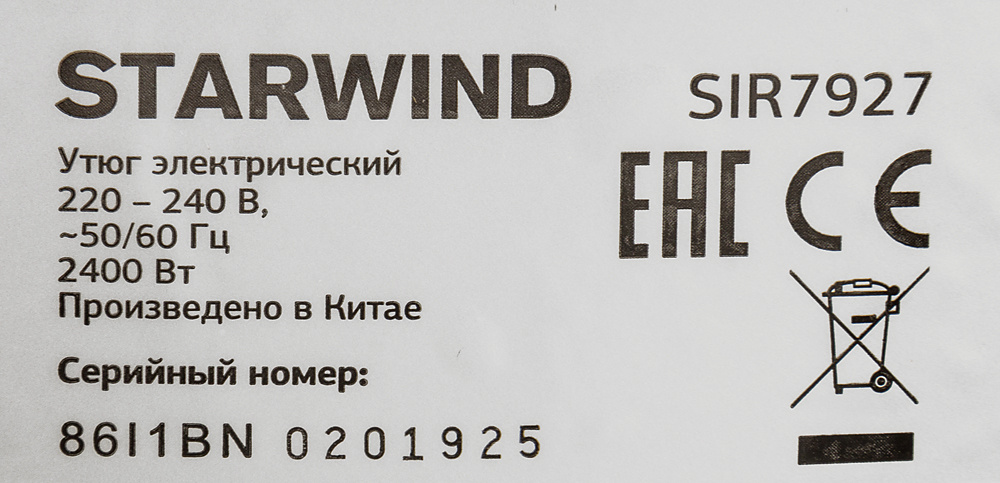 STARWIND
SIR7927
Утюг электрический
220 – 240 В,
~50/60 Гц
2400 Вт
Произведено в Китае
EAC CE
Серийный номер:
86I1BN 0201925